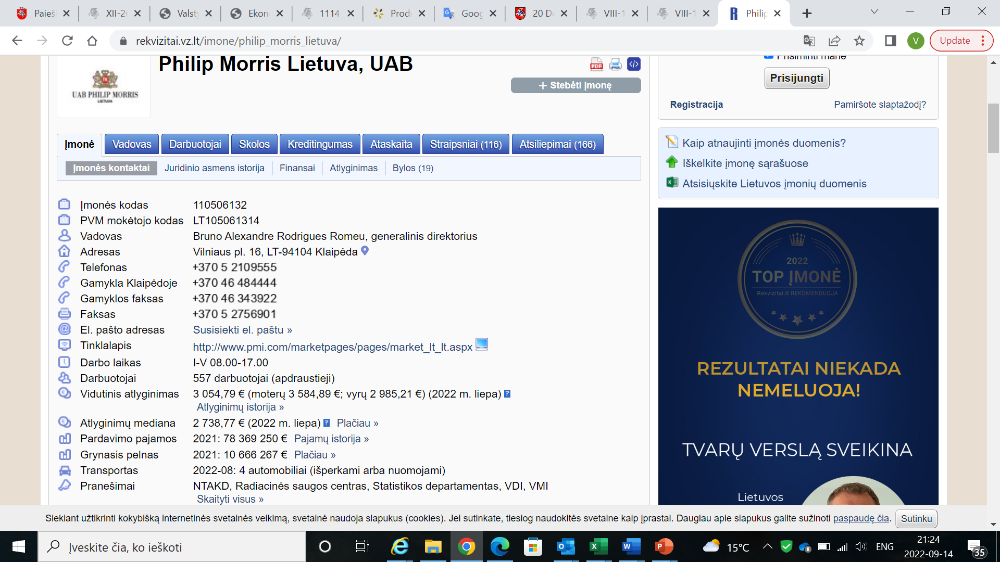 Paieš
XII-20
Valst
Ekon
1114
Prod
Goog
20 D
VIII-1
VIII-1
Philip
rekvizitai.vz.lt/imone/philip_morris_lietuva/
V
Update
UAB PHILIP MORRIS
LIETUVA
Philip Morris Lietuva, UAB
PDF
</>
+ Stebėti įmonę
Įmonė
Vadovas
Darbuotojai
Skolos
Kreditingumas
Ataskaita
Straipsniai (116)
Atsiliepimai (166)
Įmonės kontaktai
Juridinio asmens istorija
Finansai
Atlyginimas
Bylos (19)
Įmonės kodas 110506132
PVM mokėtojo kodas LT105061314
Vadovas Bruno Alexandre Rodrigues Romeu, generalinis direktorius
Adresas Vilniaus pl. 16, LT-94104 Klaipėda
Telefonas +370 5 2109555
Gamykla Klaipėdoje +370 46 484444
Gamyklos faksas +370 46 343922
Faksas +370 5 2756901
El. pašto adresas Susisiekti el. paštu »
Tinklalapis http://www.pmi.com/marketpages/pages/market_lt_lt.aspx
Darbo laikas I-V 08.00-17.00
Darbuotojai 557 darbuotojai (apdraustieji)
Vidutinis atlyginimas 3 054,79 € (moterų 3 584,89 €; vyrų 2 985,21 €) (2022 m. liepa) ?
Atlyginimų istorija »
Atlyginimų mediana 2 738,77 € (2022 m. liepa) ? Plačiau »
Pardavimo pajamos 2021: 78 369 250 € Pajamų istorija »
Grynasis pelnas 2021: 10 666 267 € Plačiau »
Transportas 2022-08: 4 automobiliai (išperkami arba nuomojami)
Pranešimai NTAKD, Radiacinės saugos centras, Statistikos departamentas, VDI, VMI
Skaityti visus »
Prisiminti mane
Prisijungti
Registracija Pamiršote slaptažodį?
Kaip atnaujinti įmonės duomenis?
Iškelkite įmonę sąrašuose
Atsisiųskite Lietuvos įmonių duomenis
2022
TOP ĮMONĖ
Rekvizitai.lt REKOMENDUOJA
REZULTATAI NIEKADA
NEMELUOJA!
TVARŲ VERSLĄ SVEIKINA
Lietuvos
Siekiant užtikrinti kokybišką internetinės svetainės veikimą, svetainė naudoja slapukus (cookies). Jei sutinkate, tiesiog naudokitės svetaine kaip įprastai. Daugiau apie slapukus galite sužinoti paspaudę čia. Sutinku
Įveskite čia, ko ieškoti
15°C
ENG
21:24
2022-09-14
35